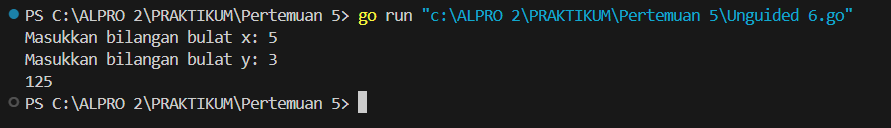 PS C:\ALPRO 2\PRAKTIKUM\Pertemuan 5> go run "c:\ALPRO 2\PRAKTIKUM\Pertemuan 5\Unguided 6.go"
Masukkan bilangan bulat x: 5
Masukkan bilangan bulat y: 3
125
PS C:\ALPRO 2\PRAKTIKUM\Pertemuan 5>